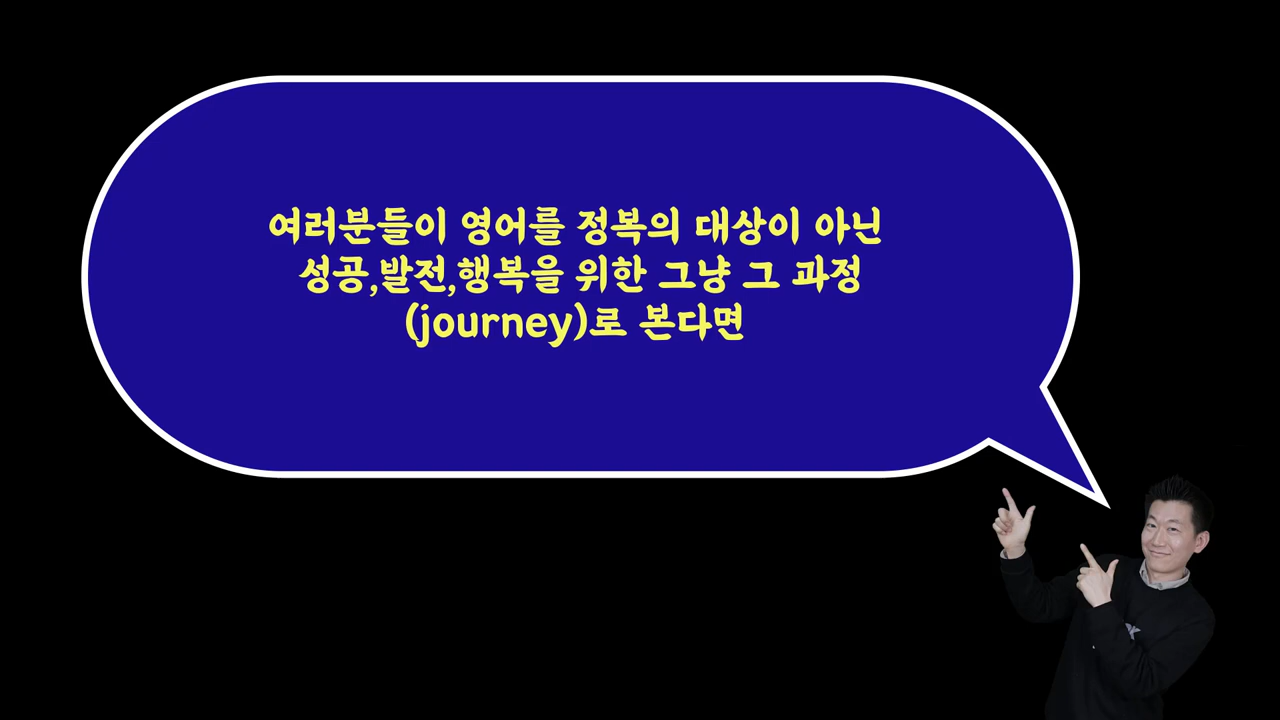 여러분들이 영어를 정복의 대상이 아닌
성공,발전,행복을 위한 그냥 그 과정
(journey)로 본다면